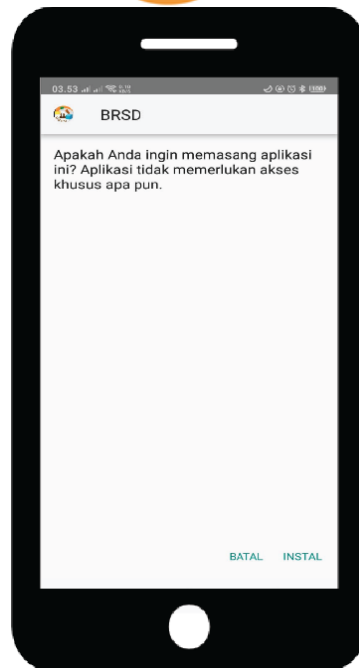 03.53
BRSD
Apakah Anda ingin memasang aplikasi
ini? Aplikasi tidak memerlukan akses
khusus apa pun.
BATAL INSTAL